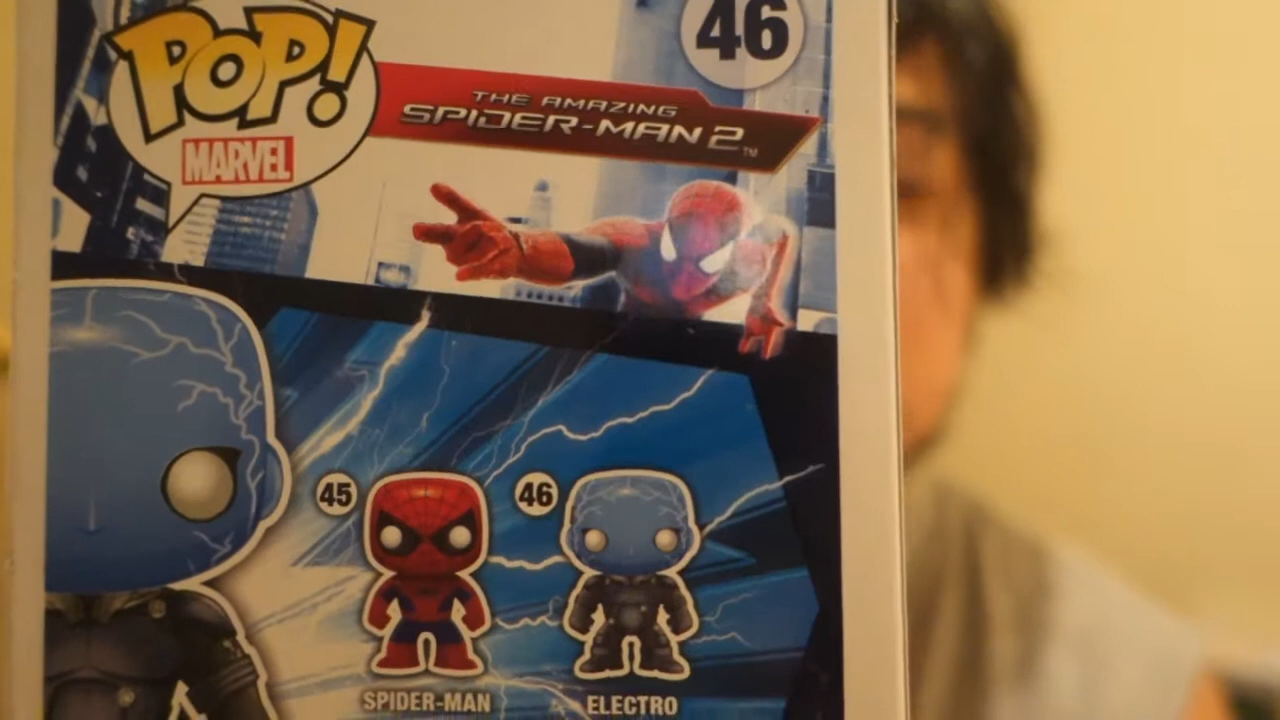 POP!
MARVEL
46
THE AMAZING
SPIDER-MAN 2 TM
45
46
SPIDER-MAN
ELECTRO